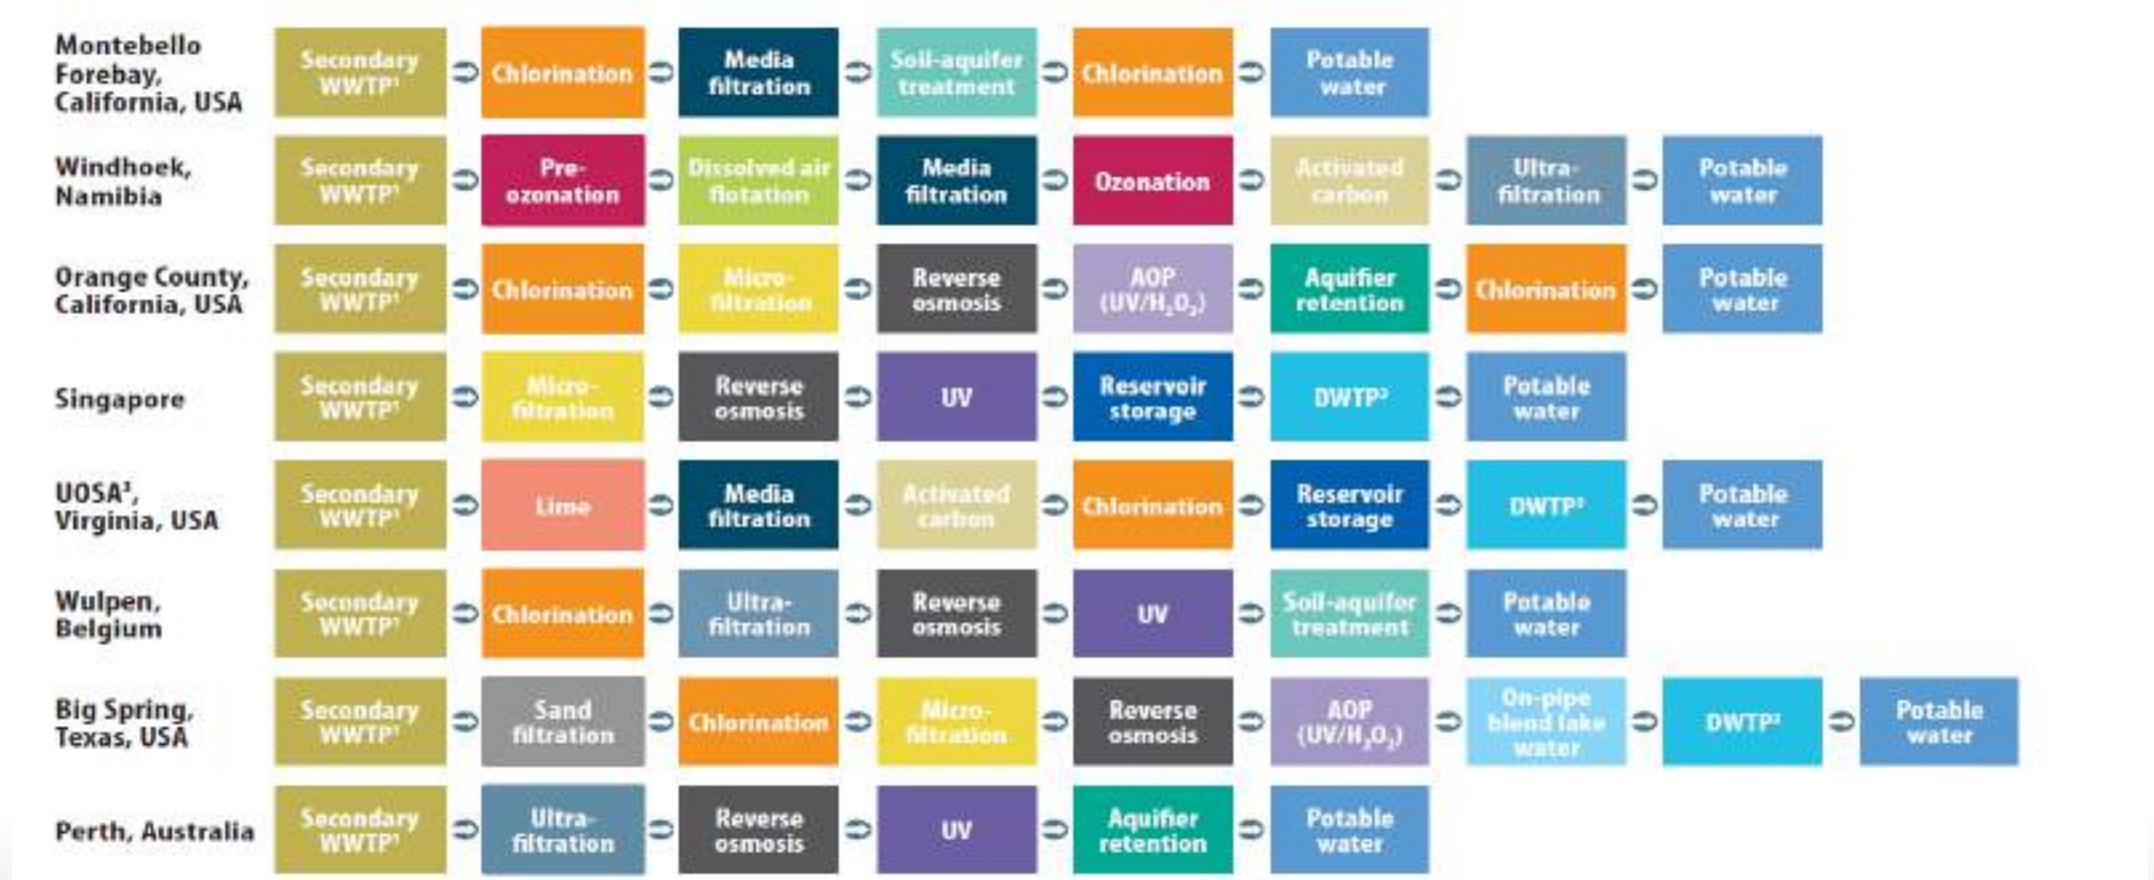 Montebello
Forebay,
California, USA
Secondary
WWTP¹
Chlorination
Media
filtration
Soil-aquifer
treatment
Chlorination
Potable
water
Windhoek,
Namibia
Secondary
WWTP¹
Pre-
ozonation
Dissolved air
flotation
Media
filtration
Ozonation
Activated
carbon
Ultra-
filtration
Potable
water
Orange County,
California, USA
Secondary
WWTP¹
Chlorination
Micro-
filtration
Reverse
osmosis
AOP
(UV/H₂O₂)
Aquifier
retention
Chlorination
Potable
water
Singapore
Secondary
WWTP¹
Micro-
filtration
Reverse
osmosis
UV
Reservoir
storage
DWTP²
Potable
water
UOSA³,
Virginia, USA
Secondary
WWTP¹
Lime
Media
filtration
Activated
carbon
Chlorination
Reservoir
storage
DWTP²
Potable
water
Wulpen,
Belgium
Secondary
WWTP¹
Chlorination
Ultra-
filtration
Reverse
osmosis
UV
Soil-aquifer
treatment
Potable
water
Big Spring,
Texas, USA
Secondary
WWTP¹
Sand
filtration
Chlorination
Micro-
filtration
Reverse
osmosis
AOP
(UV/H₂O₂)
On-pipe
blend lake
water
DWTP²
Potable
water
Perth, Australia
Secondary
WWTP¹
Ultra-
filtration
Reverse
osmosis
UV
Aquifier
retention
Potable
water